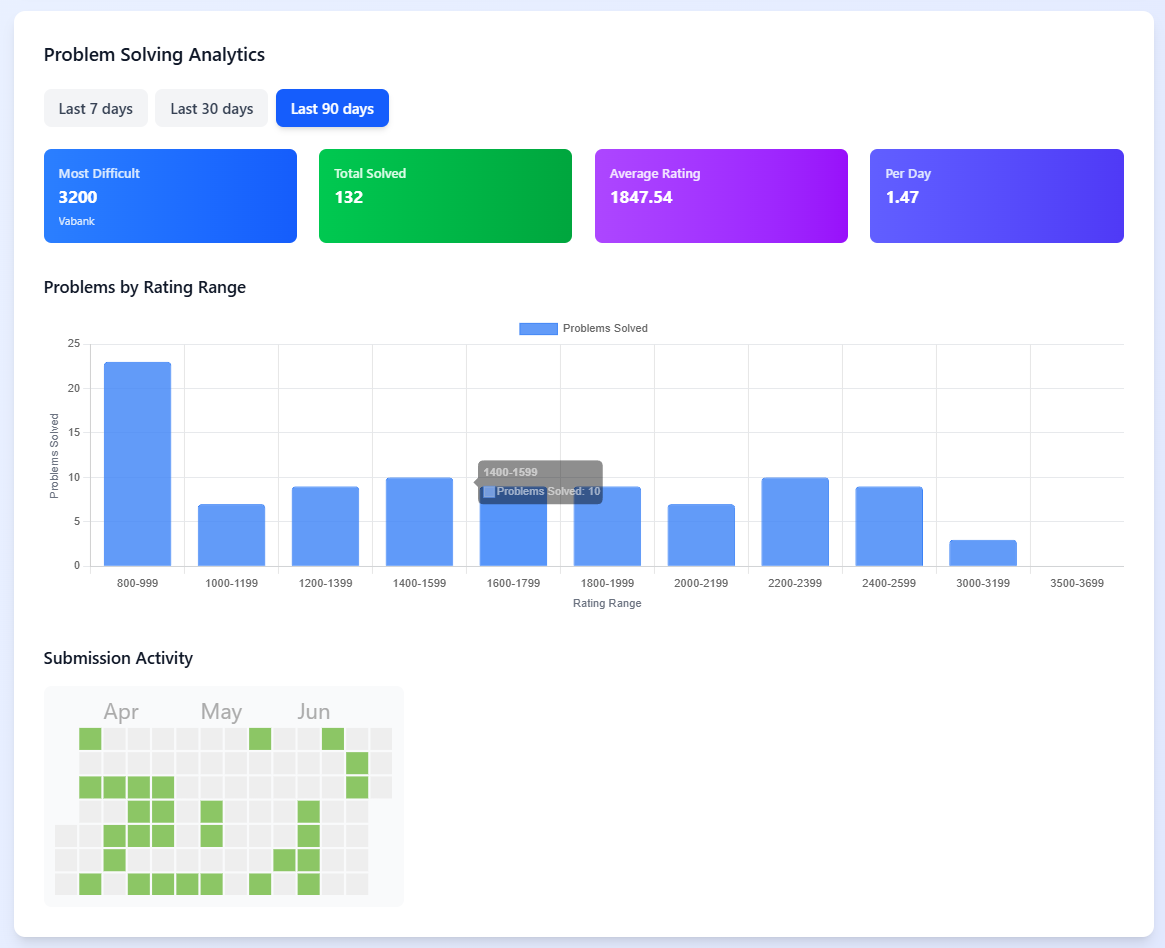 Problem Solving Analytics
Last 7 days Last 30 days Last 90 days
Most Difficult
3200
Vabank
Total Solved
132
Average Rating
1847.54
Per Day
1.47
Problems by Rating Range
Problems Solved
25
20
15
10
5
0
Problems Solved
1400-1599
Problems Solved: 10
800-999 1000-1199 1200-1399 1400-1599 1600-1799 1800-1999 2000-2199 2200-2399 2400-2599 3000-3199 3500-3699
Rating Range
Submission Activity
Apr May Jun